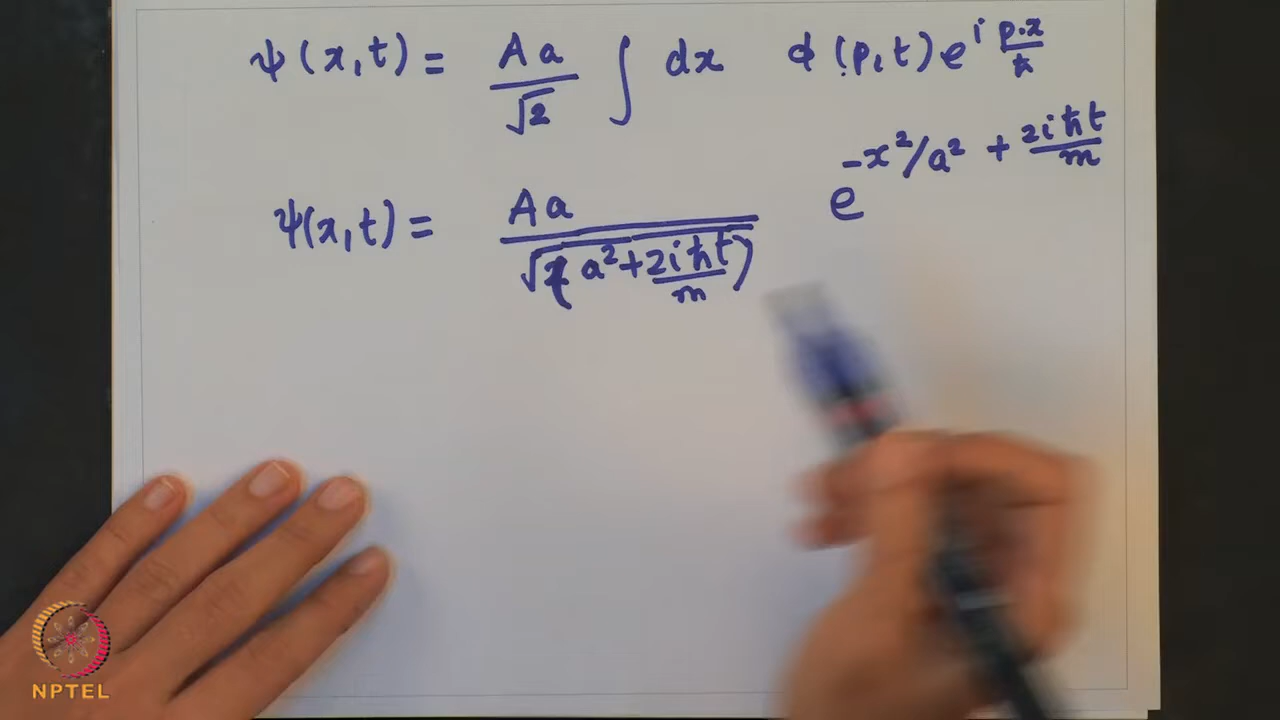 ψ(x,t) = Aa/√2 ∫ dx ϕ(p,t) e^{i p·x/ħ}
ψ(x,t) = Aa/√(a²+2iħt/m) e^{-x²/a² + 2iħt/m}
NPTEL